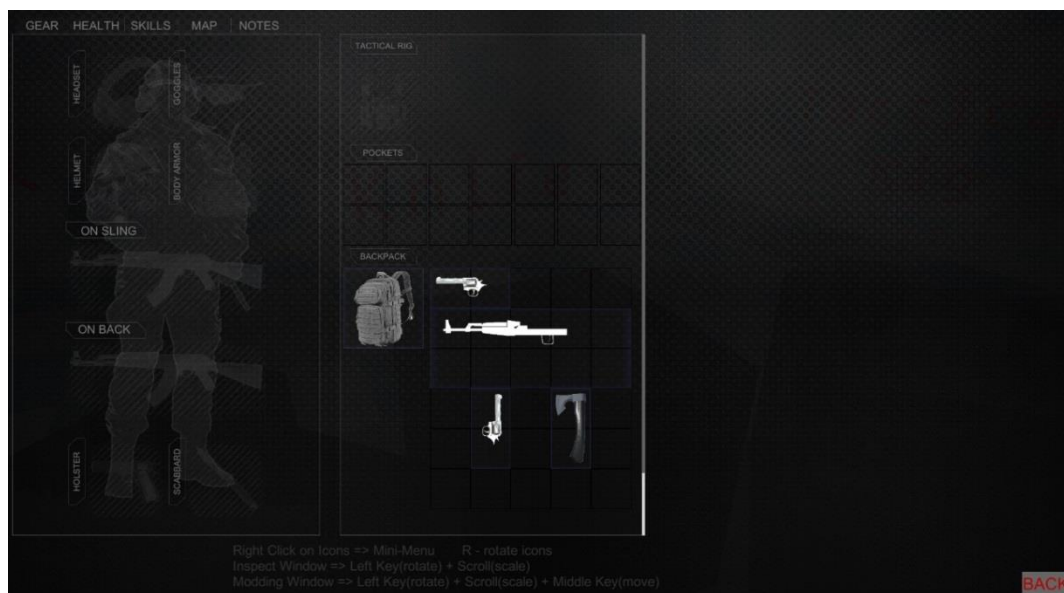 GEAR HEALTH SKILLS MAP NOTES
HEADSET
GOGGLES
HELMET
BODY ARMOR
ON SLING
ON BACK
HOLSTER
SCABBARD
TACTICAL RIG
POCKETS
BACKPACK
Right Click on Icons => Mini-Menu R - rotate icons
Inspect Window => Left Key(rotate) + Scroll(scale)
Modding Window => Left Key(rotate) + Scroll(scale) + Middle Key(move)
BACK